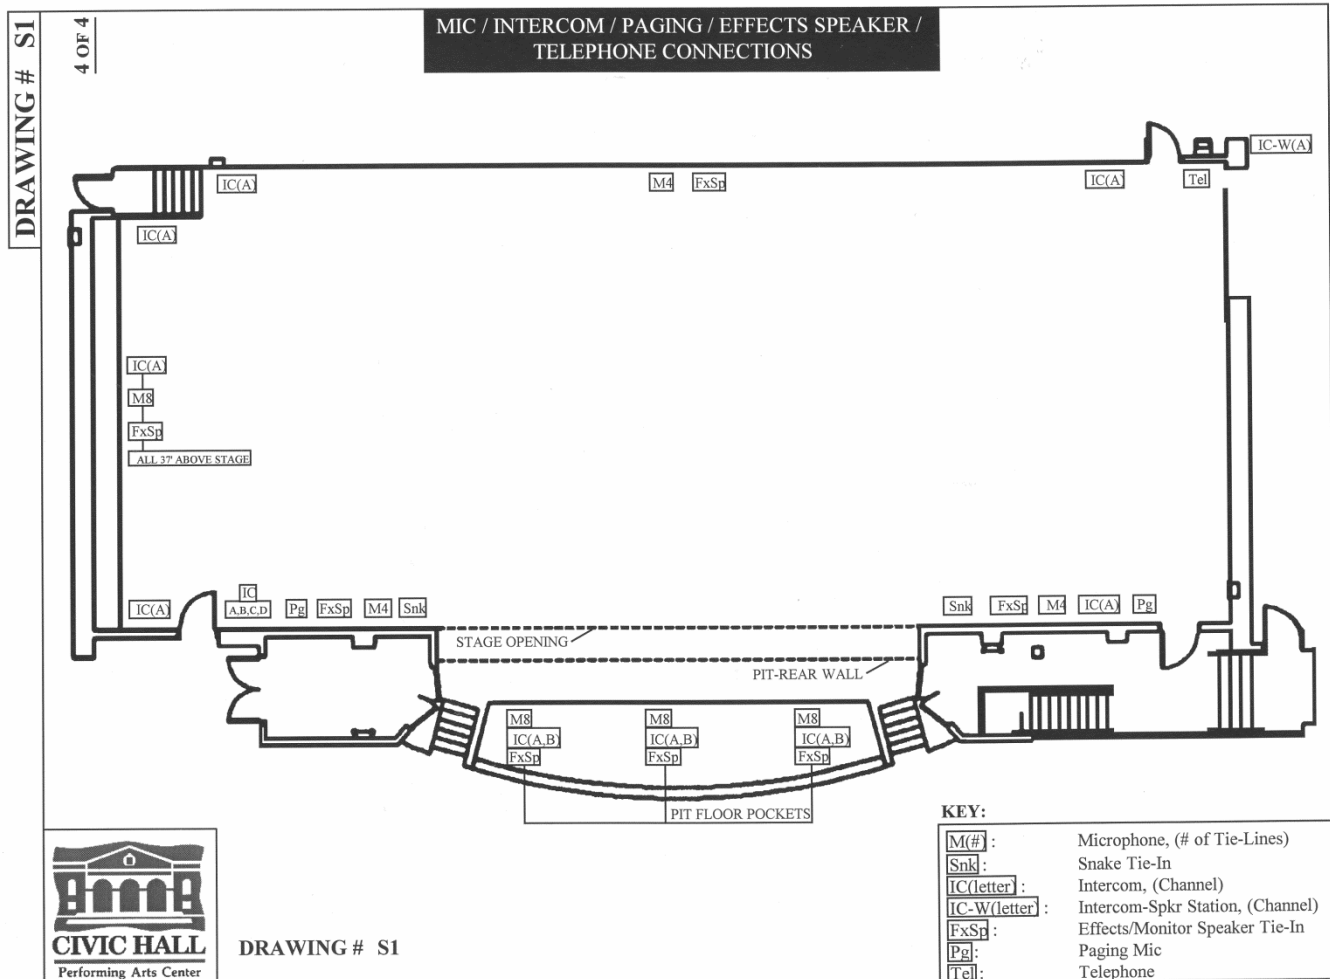 DRAWING # S1
4 OF 4
MIC / INTERCOM / PAGING / EFFECTS SPEAKER /
TELEPHONE CONNECTIONS
IC-W(A)
IC(A)
M4
FxSp
IC(A)
Tel
IC(A)
IC(A)
M8
FxSp
ALL 37' ABOVE STAGE
IC(A)
IC
A,B,C,D
Pg
FxSp
M4
Snk
Snk
FxSp
M4
IC(A)
Pg
STAGE OPENING
PIT-REAR WALL
M8
IC(A,B)
FxSp
M8
IC(A,B)
FxSp
M8
IC(A,B)
FxSp
PIT FLOOR POCKETS
KEY:
M(#) : Microphone, (# of Tie-Lines)
Snk : Snake Tie-In
IC(letter) : Intercom, (Channel)
IC-W(letter) : Intercom-Spkr Station, (Channel)
FxSp : Effects/Monitor Speaker Tie-In
Pg : Paging Mic
Tel : Telephone
CIVIC HALL
Performing Arts Center
DRAWING # S1